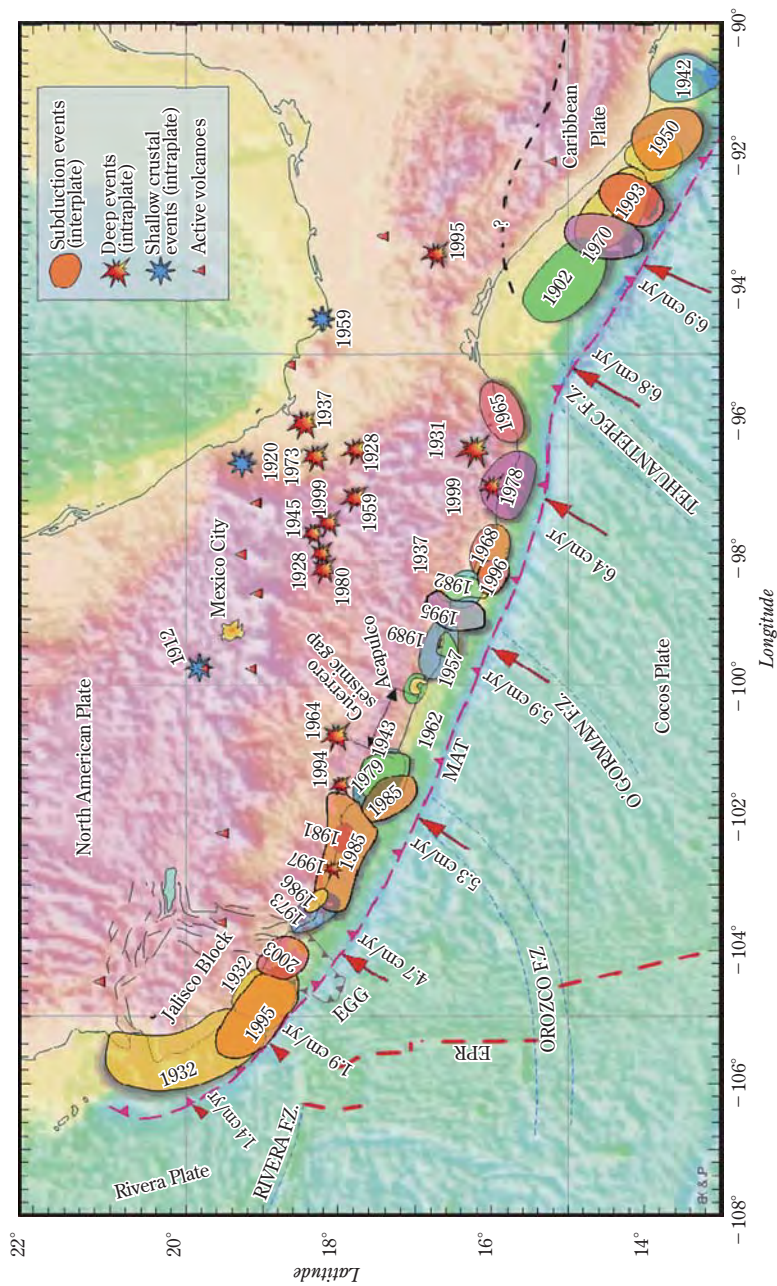 22°
20°
18°
16°
14°
Latitude
−108°
−106°
−104°
−102°
−100°
−98°
−96°
−94°
−92°
−90°
Longitude
Subduction events
(interplate)
Deep events
(intraplate)
Shallow crustal
events (intraplate)
Active volcanoes
North American Plate
Rivera Plate
Cocos Plate
Caribbean
Plate
Jalisco Block
Mexico City
Acapulco
Guerrero
seismic gap
MAT
EGG
EPR
RIVERA F.Z.
OROZCO F.Z
O'GORMAN F.Z.
TEHUANTEPEC F.Z.
1.4 cm/yr
1.9 cm/yr
4.7 cm/yr
5.3 cm/yr
5.9 cm/yr
6.4 cm/yr
6.8 cm/yr
6.9 cm/yr
1932
1995
1932
2003
1973
1986
1997
1985
1981
1985
1979
1943
1994
1964
1962
1957
1989
1995
1982
1996
1968
1937
1978
1999
1931
1965
1902
1970
1993
1950
1942
1995
1959
1912
1920
1973
1937
1928
1945
1999
1959
1928
1980
?